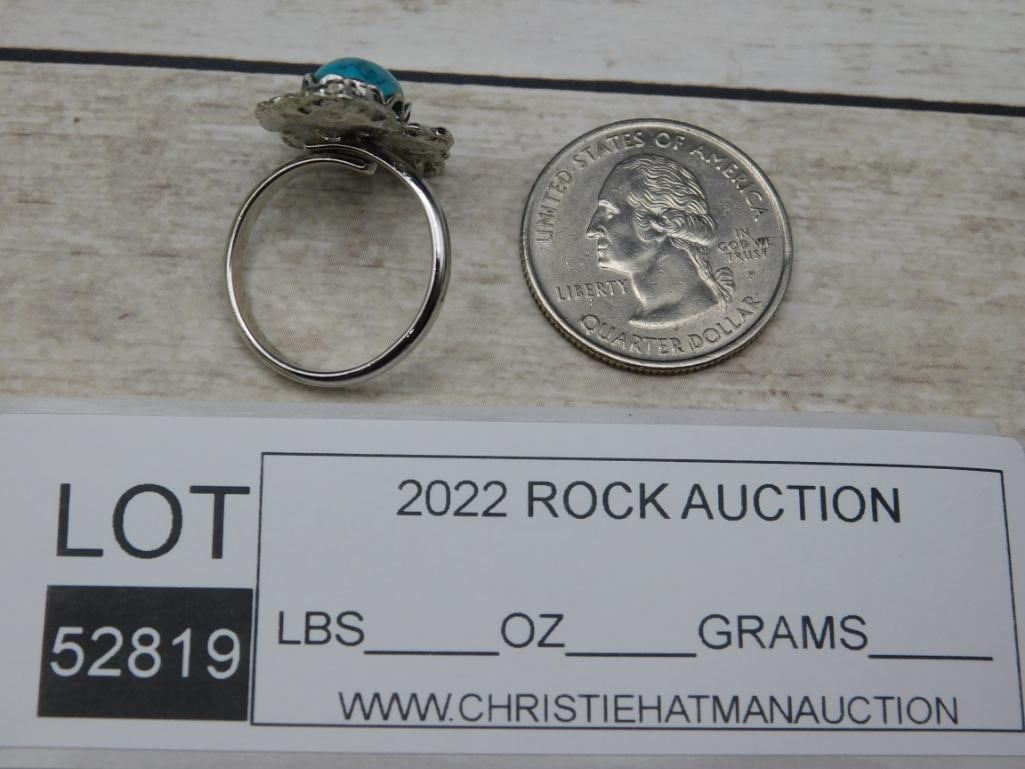 UNITED STATES OF AMERICA
IN
GOD WE
TRUST
P
LIBERTY
QUARTER DOLLAR
LOT
52819
2022 ROCK AUCTION
LBS_____OZ_____GRAMS_____
WWW.CHRISTIEHATMANAUCTION